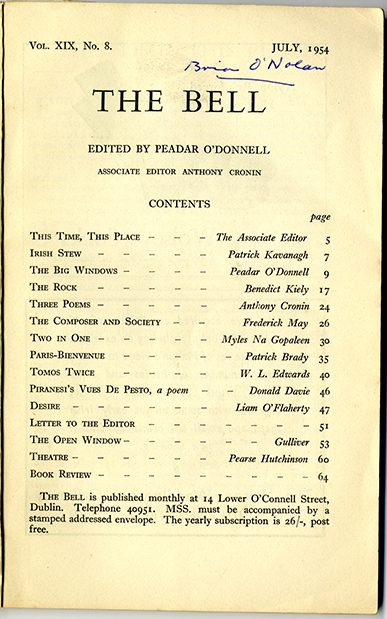 Vol. XIX, No. 8. JULY, 1954
Brian O'Nolan
THE BELL
EDITED BY PEADAR O'DONNELL
ASSOCIATE EDITOR ANTHONY CRONIN
CONTENTS
page
This Time, This Place – – – The Associate Editor 5
Irish Stew – – – – – Patrick Kavanagh 7
The Big Windows – – – – Peadar O'Donnell 9
The Rock – – – – – Benedict Kiely 17
Three Poems – – – – – Anthony Cronin 24
The Composer and Society – – Frederick May 26
Two in One – – – – Myles Na Gopaleen 30
Paris-Bienvenue – – – – – Patrick Brady 35
Tomos Twice – – – – – W. L. Edwards 40
Piranesi's Vues De Pesto, a poem – – Donald Davie 46
Desire – – – – – – Liam O'Flaherty 47
Letter to the Editor – – – – – – – 51
The Open Window – – – – – – Gulliver 53
Theatre – – – – – – Pearse Hutchinson 60
Book Review – – – – – – – – 64
The Bell is published monthly at 14 Lower O'Connell Street,
Dublin. Telephone 40951. MSS. must be accompanied by a
stamped addressed envelope. The yearly subscription is 26/-, post
free.